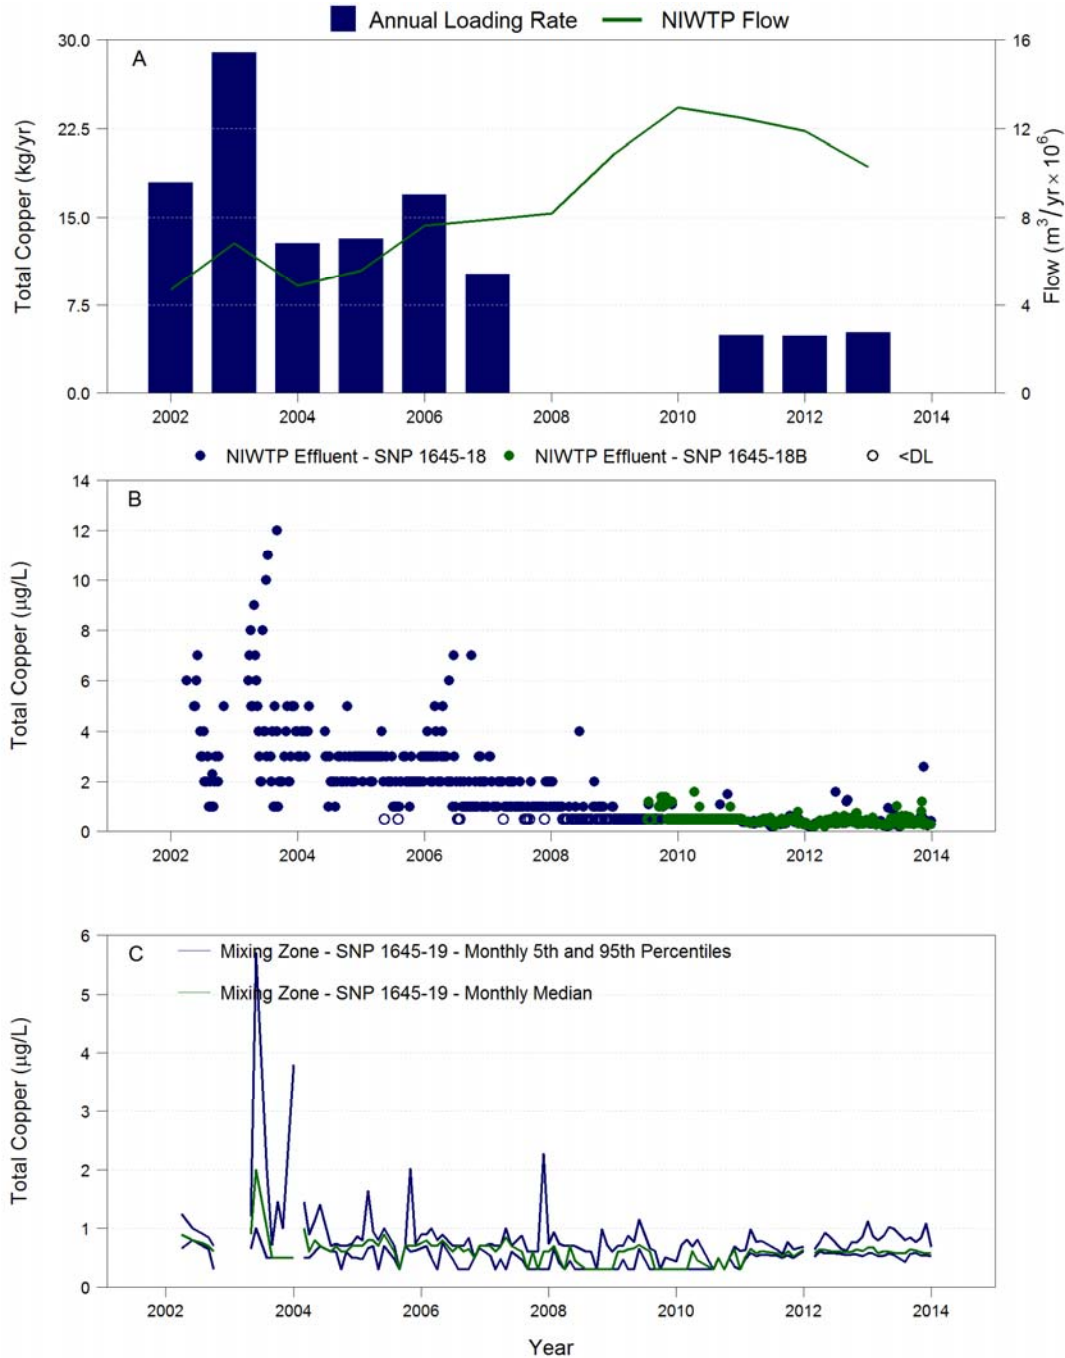 Annual Loading Rate NIWTP Flow
A
30.0
22.5
15.0
7.5
0.0
Total Copper (kg/yr)
16
12
8
4
0
Flow (m³/yr × 10⁶)
2002 2004 2006 2008 2010 2012 2014
NIWTP Effluent - SNP 1645-18 NIWTP Effluent - SNP 1645-18B <DL
B
14
12
10
8
6
4
2
0
Total Copper (µg/L)
2002 2004 2006 2008 2010 2012 2014
C
Mixing Zone - SNP 1645-19 - Monthly 5th and 95th Percentiles
Mixing Zone - SNP 1645-19 - Monthly Median
6
5
4
3
2
1
0
Total Copper (µg/L)
2002 2004 2006 2008 2010 2012 2014
Year